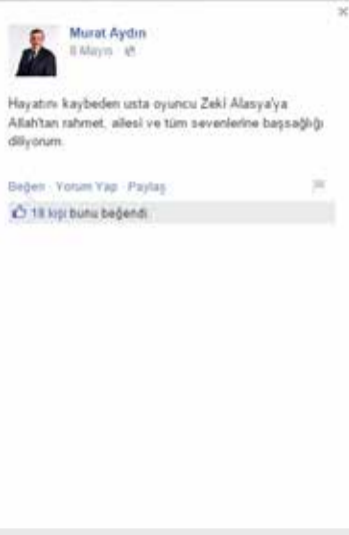 Murat Aydın
8 Mayıs
Hayatını kaybeden usta oyuncu Zeki Alasya'ya
Allah'tan rahmet, ailesi ve tüm sevenlerine başsağlığı
diliyorum.
Beğen · Yorum Yap · Paylaş
18 kişi bunu beğendi.